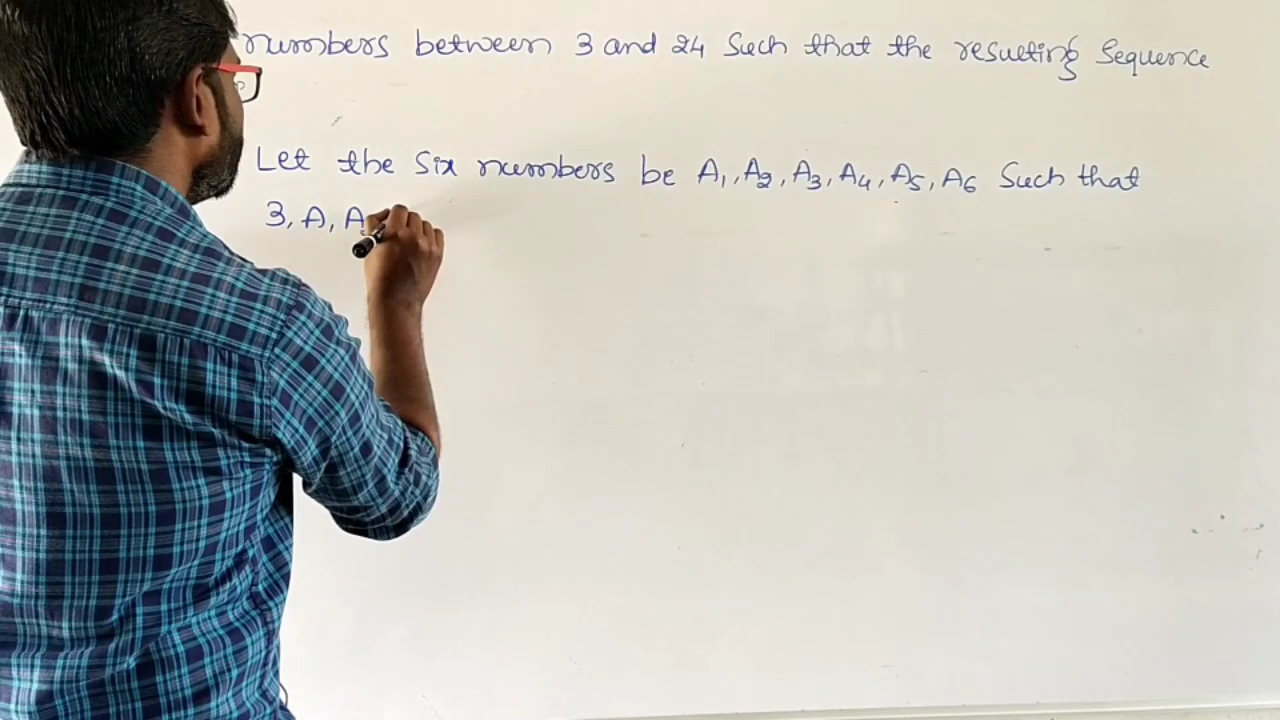 numbers between 3 and 24 Such that the resulting Sequence
Let the Six numbers be A₁, A₂, A₃, A₄, A₅, A₆ Such that
3, A, A